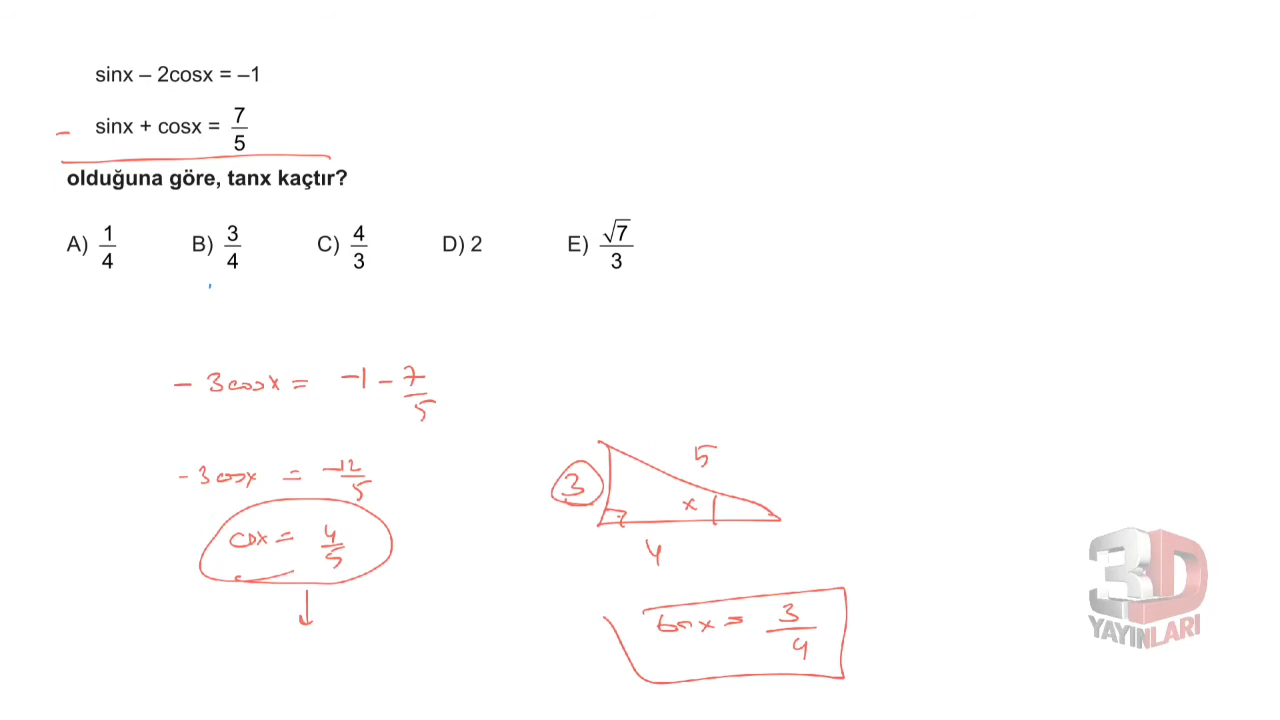 sinx – 2cosx = –1
– sinx + cosx = 7/5
olduğuna göre, tanx kaçtır?
A) 1/4 B) 3/4 C) 4/3 D) 2 E) √7/3
– 3cosx = –1 – 7/5
5
-3cosx = –12/5
3
x
cosx = 4/5
4
tanx = 3/4
3D
YAYINLARI